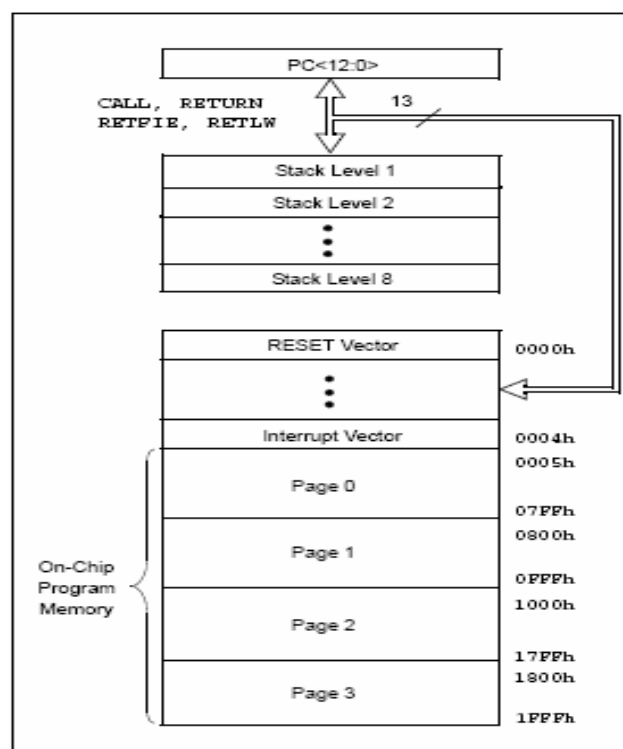 PC<12:0>
CALL, RETURN
RETFIE, RETLW
13
Stack Level 1
Stack Level 2
Stack Level 8
RESET Vector
0000h
Interrupt Vector
0004h
0005h
Page 0
07FFh
0800h
Page 1
On-Chip
Program
Memory
0FFFh
1000h
Page 2
17FFh
1800h
Page 3
1FFFh